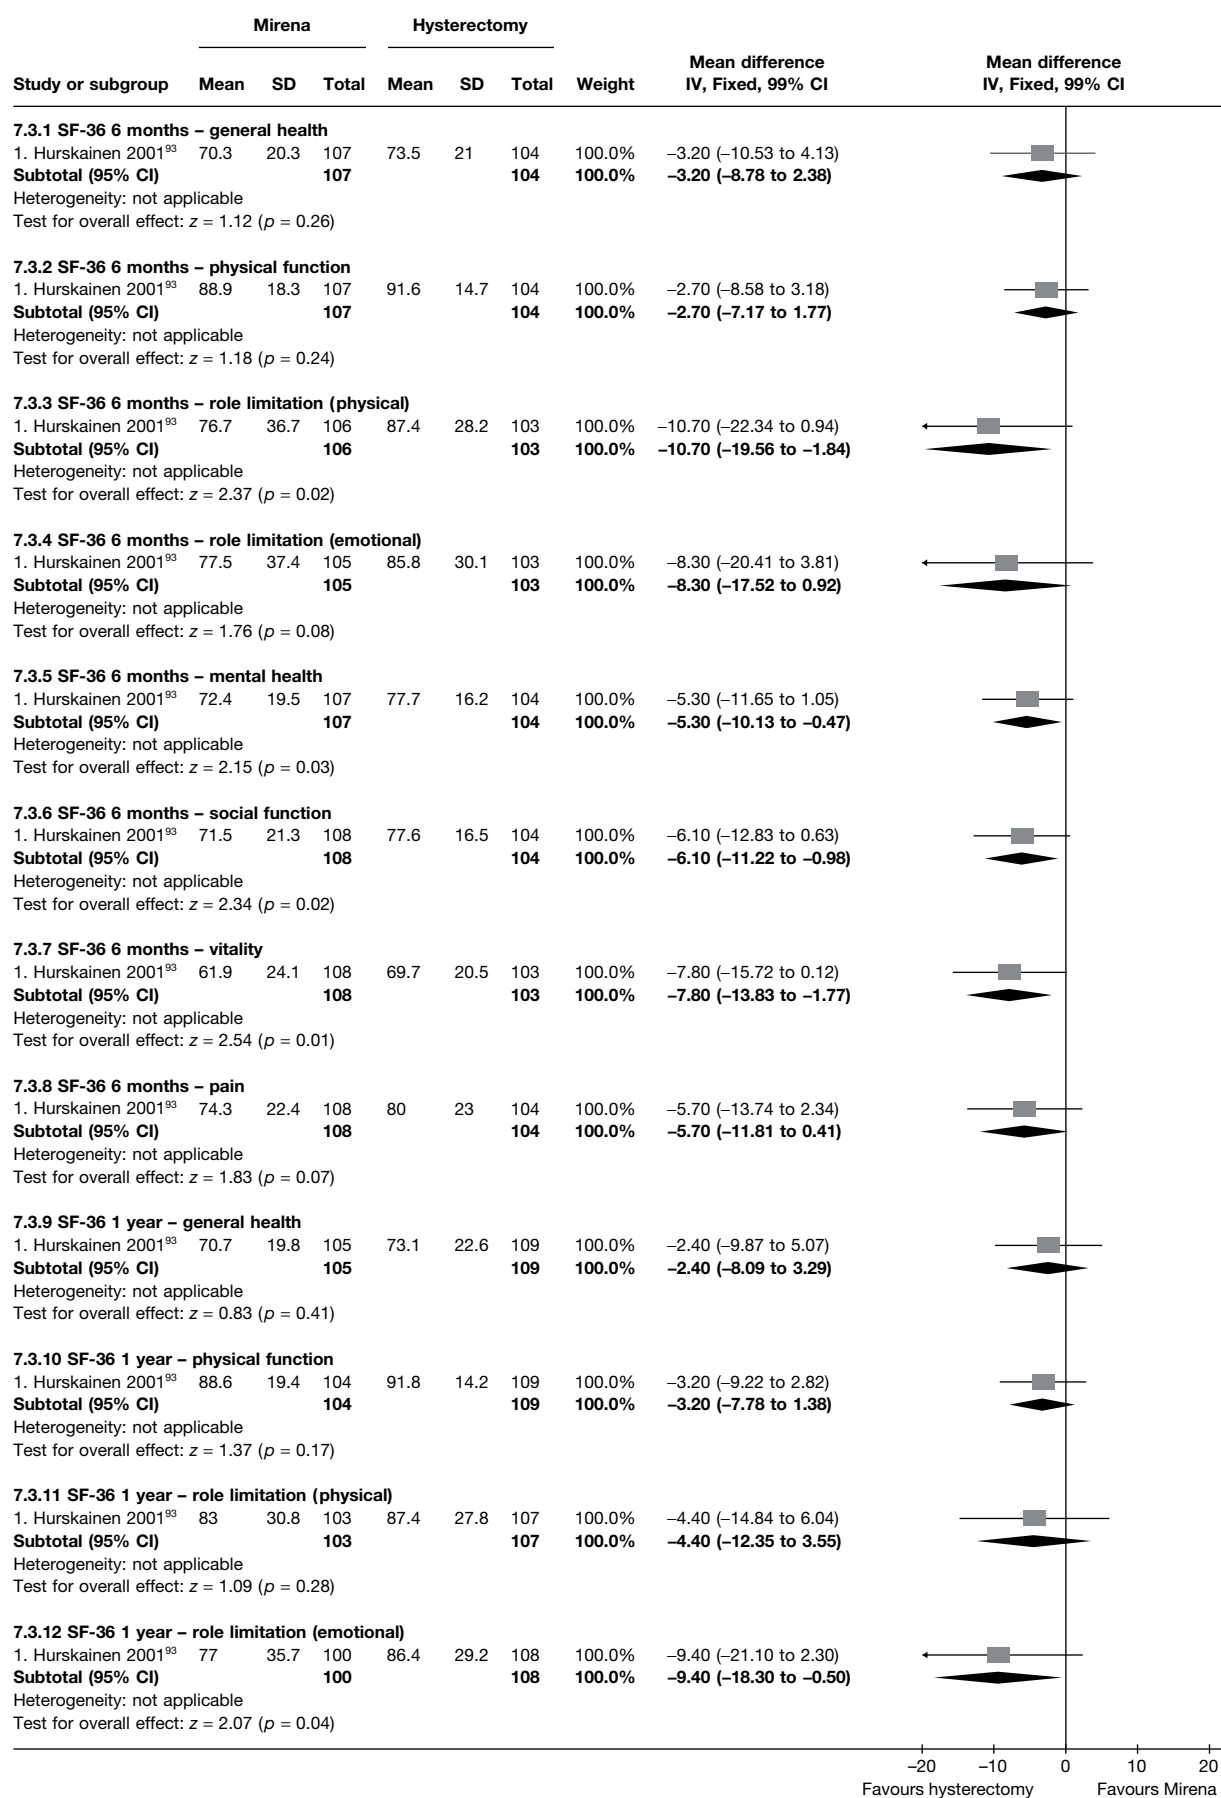 Mirena Hysterectomy
Mean difference Mean difference
Study or subgroup Mean SD Total Mean SD Total Weight IV, Fixed, 99% CI IV, Fixed, 99% CI
7.3.1 SF-36 6 months – general health
1. Hurskainen 2001⁹³ 70.3 20.3 107 73.5 21 104 100.0% –3.20 (–10.53 to 4.13)
Subtotal (95% CI) 107 104 100.0% –3.20 (–8.78 to 2.38)
Heterogeneity: not applicable
Test for overall effect: z = 1.12 (p = 0.26)
7.3.2 SF-36 6 months – physical function
1. Hurskainen 2001⁹³ 88.9 18.3 107 91.6 14.7 104 100.0% –2.70 (–8.58 to 3.18)
Subtotal (95% CI) 107 104 100.0% –2.70 (–7.17 to 1.77)
Heterogeneity: not applicable
Test for overall effect: z = 1.18 (p = 0.24)
7.3.3 SF-36 6 months – role limitation (physical)
1. Hurskainen 2001⁹³ 76.7 36.7 106 87.4 28.2 103 100.0% –10.70 (–22.34 to 0.94)
Subtotal (95% CI) 106 103 100.0% –10.70 (–19.56 to –1.84)
Heterogeneity: not applicable
Test for overall effect: z = 2.37 (p = 0.02)
7.3.4 SF-36 6 months – role limitation (emotional)
1. Hurskainen 2001⁹³ 77.5 37.4 105 85.8 30.1 103 100.0% –8.30 (–20.41 to 3.81)
Subtotal (95% CI) 105 103 100.0% –8.30 (–17.52 to 0.92)
Heterogeneity: not applicable
Test for overall effect: z = 1.76 (p = 0.08)
7.3.5 SF-36 6 months – mental health
1. Hurskainen 2001⁹³ 72.4 19.5 107 77.7 16.2 104 100.0% –5.30 (–11.65 to 1.05)
Subtotal (95% CI) 107 104 100.0% –5.30 (–10.13 to –0.47)
Heterogeneity: not applicable
Test for overall effect: z = 2.15 (p = 0.03)
7.3.6 SF-36 6 months – social function
1. Hurskainen 2001⁹³ 71.5 21.3 108 77.6 16.5 104 100.0% –6.10 (–12.83 to 0.63)
Subtotal (95% CI) 108 104 100.0% –6.10 (–11.22 to –0.98)
Heterogeneity: not applicable
Test for overall effect: z = 2.34 (p = 0.02)
7.3.7 SF-36 6 months – vitality
1. Hurskainen 2001⁹³ 61.9 24.1 108 69.7 20.5 103 100.0% –7.80 (–15.72 to 0.12)
Subtotal (95% CI) 108 103 100.0% –7.80 (–13.83 to –1.77)
Heterogeneity: not applicable
Test for overall effect: z = 2.54 (p = 0.01)
7.3.8 SF-36 6 months – pain
1. Hurskainen 2001⁹³ 74.3 22.4 108 80 23 104 100.0% –5.70 (–13.74 to 2.34)
Subtotal (95% CI) 108 104 100.0% –5.70 (–11.81 to 0.41)
Heterogeneity: not applicable
Test for overall effect: z = 1.83 (p = 0.07)
7.3.9 SF-36 1 year – general health
1. Hurskainen 2001⁹³ 70.7 19.8 105 73.1 22.6 109 100.0% –2.40 (–9.87 to 5.07)
Subtotal (95% CI) 105 109 100.0% –2.40 (–8.09 to 3.29)
Heterogeneity: not applicable
Test for overall effect: z = 0.83 (p = 0.41)
7.3.10 SF-36 1 year – physical function
1. Hurskainen 2001⁹³ 88.6 19.4 104 91.8 14.2 109 100.0% –3.20 (–9.22 to 2.82)
Subtotal (95% CI) 104 109 100.0% –3.20 (–7.78 to 1.38)
Heterogeneity: not applicable
Test for overall effect: z = 1.37 (p = 0.17)
7.3.11 SF-36 1 year – role limitation (physical)
1. Hurskainen 2001⁹³ 83 30.8 103 87.4 27.8 107 100.0% –4.40 (–14.84 to 6.04)
Subtotal (95% CI) 103 107 100.0% –4.40 (–12.35 to 3.55)
Heterogeneity: not applicable
Test for overall effect: z = 1.09 (p = 0.28)
7.3.12 SF-36 1 year – role limitation (emotional)
1. Hurskainen 2001⁹³ 77 35.7 100 86.4 29.2 108 100.0% –9.40 (–21.10 to 2.30)
Subtotal (95% CI) 100 108 100.0% –9.40 (–18.30 to –0.50)
Heterogeneity: not applicable
Test for overall effect: z = 2.07 (p = 0.04)
–20 –10 0 10 20
Favours hysterectomy Favours Mirena